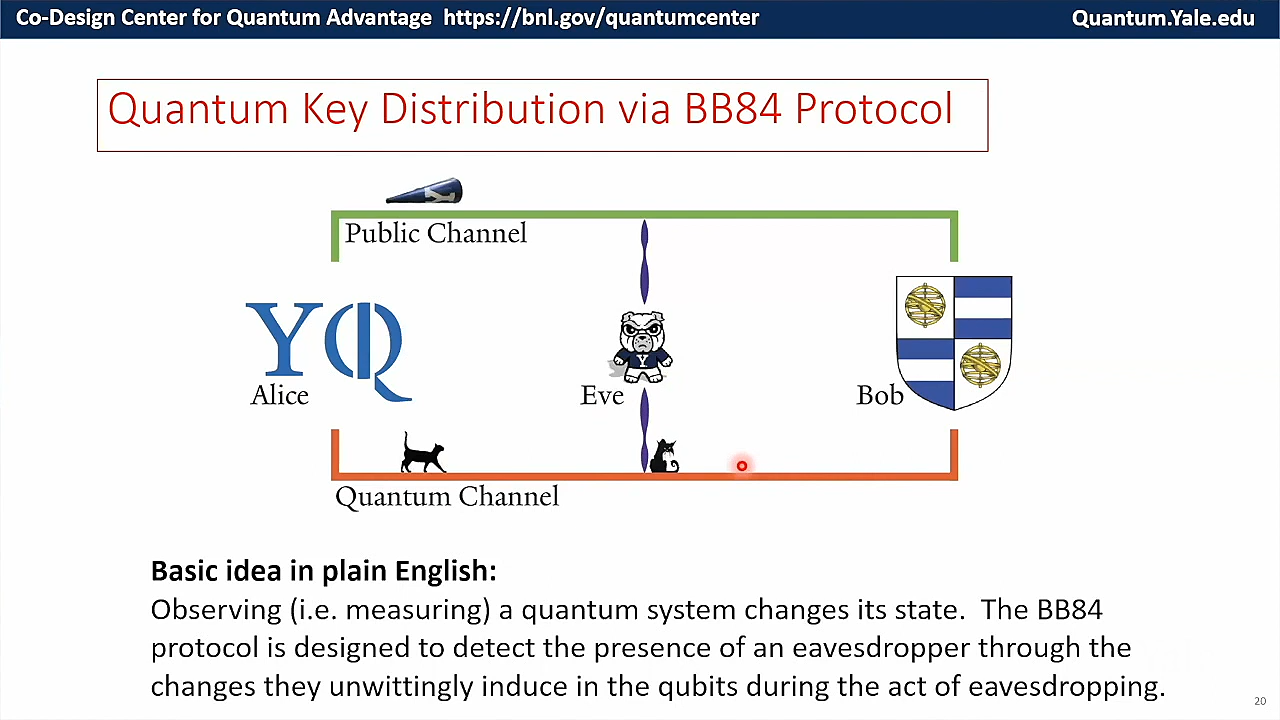 Co-Design Center for Quantum Advantage https://bnl.gov/quantumcenter
Quantum.Yale.edu
Quantum Key Distribution via BB84 Protocol
Public Channel
YQ
Y
Alice
Eve
Bob
Quantum Channel
Basic idea in plain English:
Observing (i.e. measuring) a quantum system changes its state. The BB84
protocol is designed to detect the presence of an eavesdropper through the
changes they unwittingly induce in the qubits during the act of eavesdropping.
20